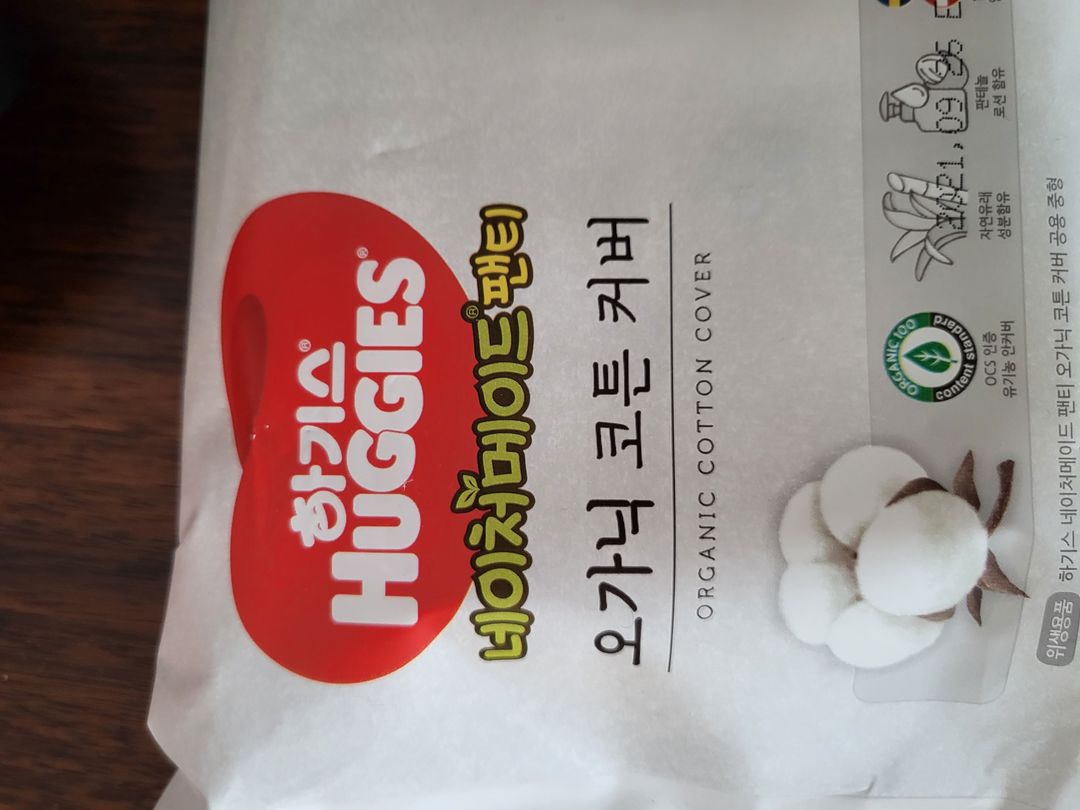 하기스®
HUGGIES®
네이처메이드® 팬티
오가닉 코튼 커버
ORGANIC COTTON COVER
ORGANIC 100
content standard
OCS 인증
유기농 안커버
자연유래
성분함유
판테놀
로션 함유
위생용품 하기스 네이처메이드 팬티 오가닉 코튼 커버 공용 중형